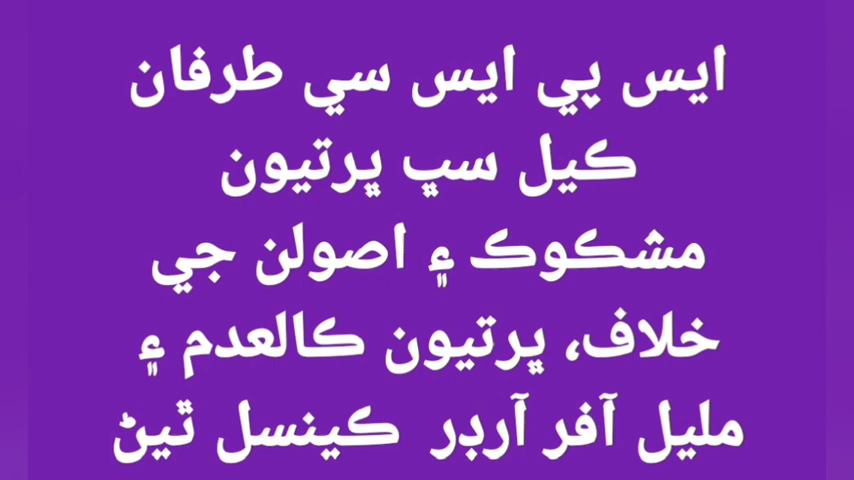 ايس پي ايس سي طرفان
ڪيل سڀ ڀرتيون
مشڪوڪ ۽ اصولن جي
خلاف، ڀرتيون ڪالعدم ۽
مليل آفر آرڊر ڪينسل ٿيڻ